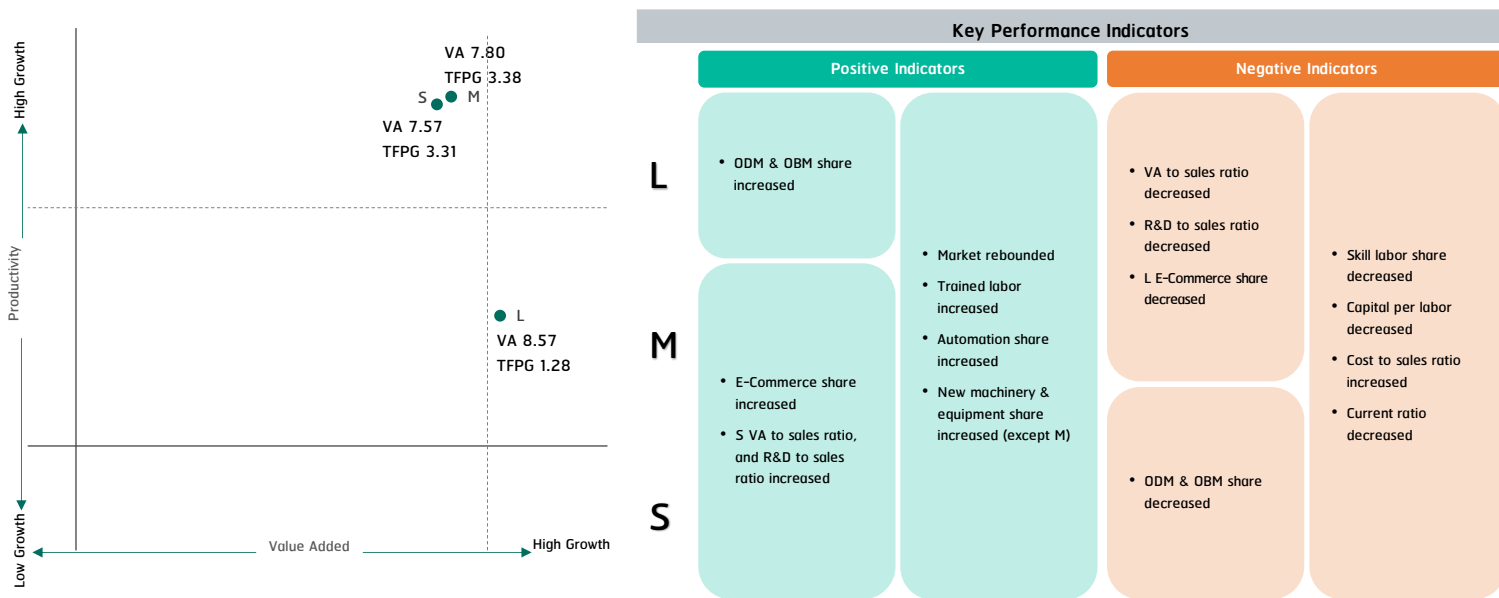 High Growth
Productivity
Low Growth
Value Added
High Growth
VA 7.80
TFPG 3.38
S
M
VA 7.57
TFPG 3.31
L
VA 8.57
TFPG 1.28
Key Performance Indicators
Positive Indicators
Negative Indicators
L
M
S
• ODM & OBM share
increased
• E-Commerce share
increased
• S VA to sales ratio,
and R&D to sales
ratio increased
• Market rebounded
• Trained labor
increased
• Automation share
increased
• New machinery &
equipment share
increased (except M)
• VA to sales ratio
decreased
• R&D to sales ratio
decreased
• L E-Commerce share
decreased
• ODM & OBM share
decreased
• Skill labor share
decreased
• Capital per labor
decreased
• Cost to sales ratio
increased
• Current ratio
decreased